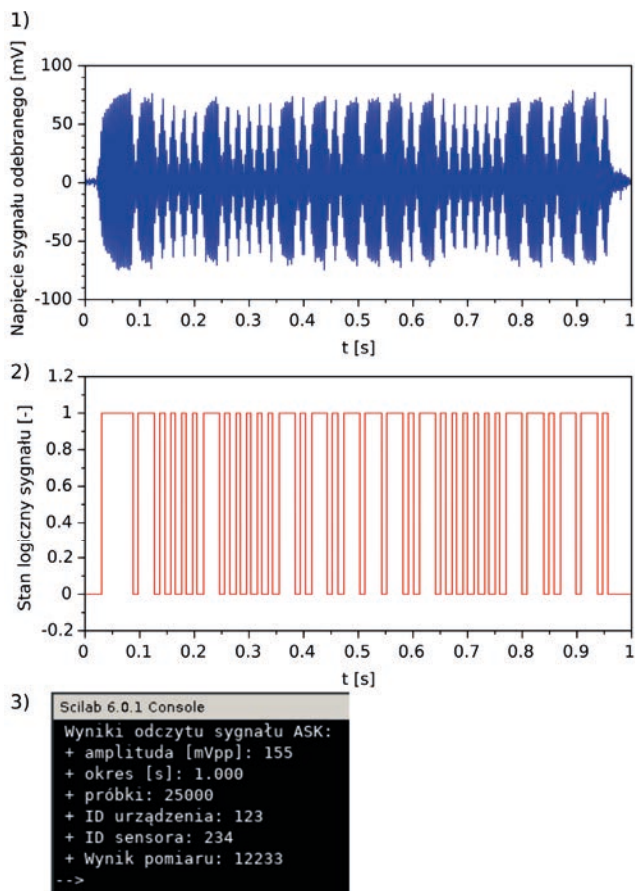 1)
Napięcie sygnału odebranego [mV]
100
50
0
-50
-100
0 0.1 0.2 0.3 0.4 0.5 0.6 0.7 0.8 0.9 1
t [s]
2)
Stan logiczny sygnału [-]
1.2
1
0.8
0.6
0.4
0.2
0
-0.2
0 0.1 0.2 0.3 0.4 0.5 0.6 0.7 0.8 0.9 1
t [s]
3)
Scilab 6.0.1 Console
Wyniki odczytu sygnału ASK:
+ amplituda [mVpp]: 155
+ okres [s]: 1.000
+ próbki: 25000
+ ID urządzenia: 123
+ ID sensora: 234
+ Wynik pomiaru: 12233
-->